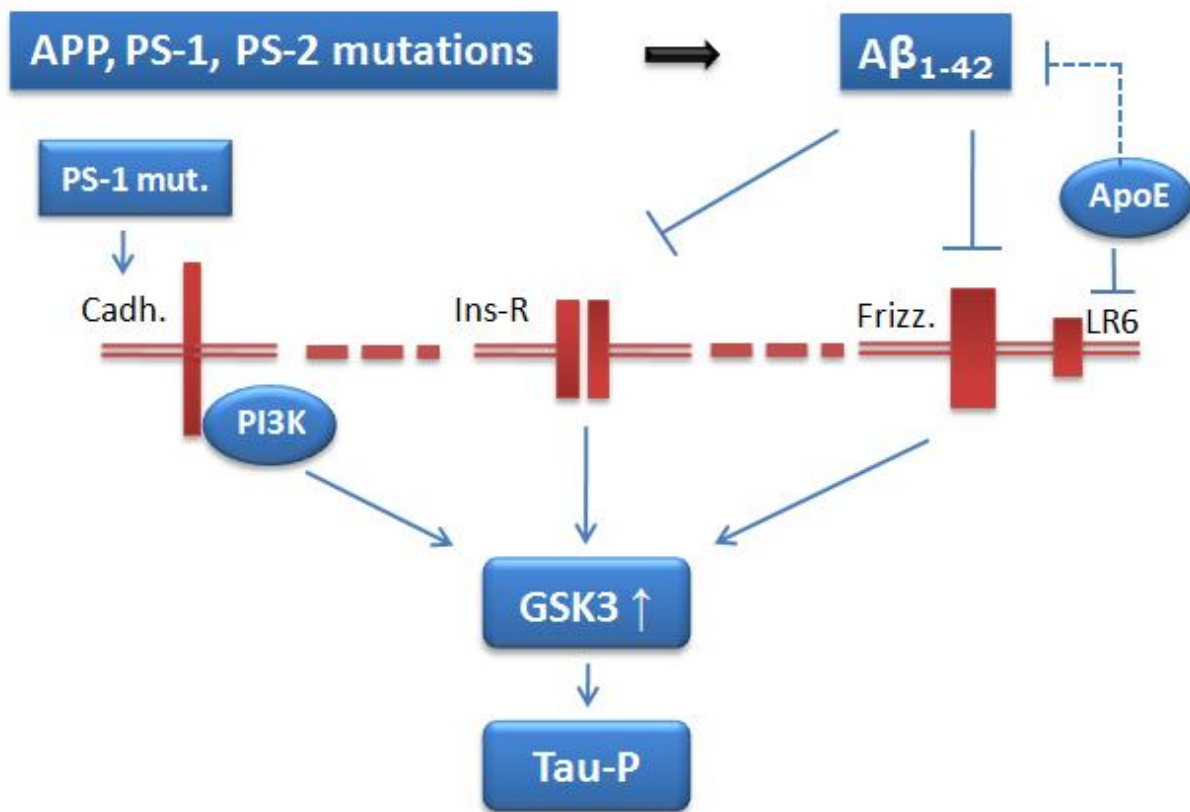 APP, PS-1, PS-2 mutations
Aβ₁₋₄₂
PS-1 mut.
ApoE
Cadh.
Ins-R
Frizz.
LR6
PI3K
GSK3 ↑
Tau-P